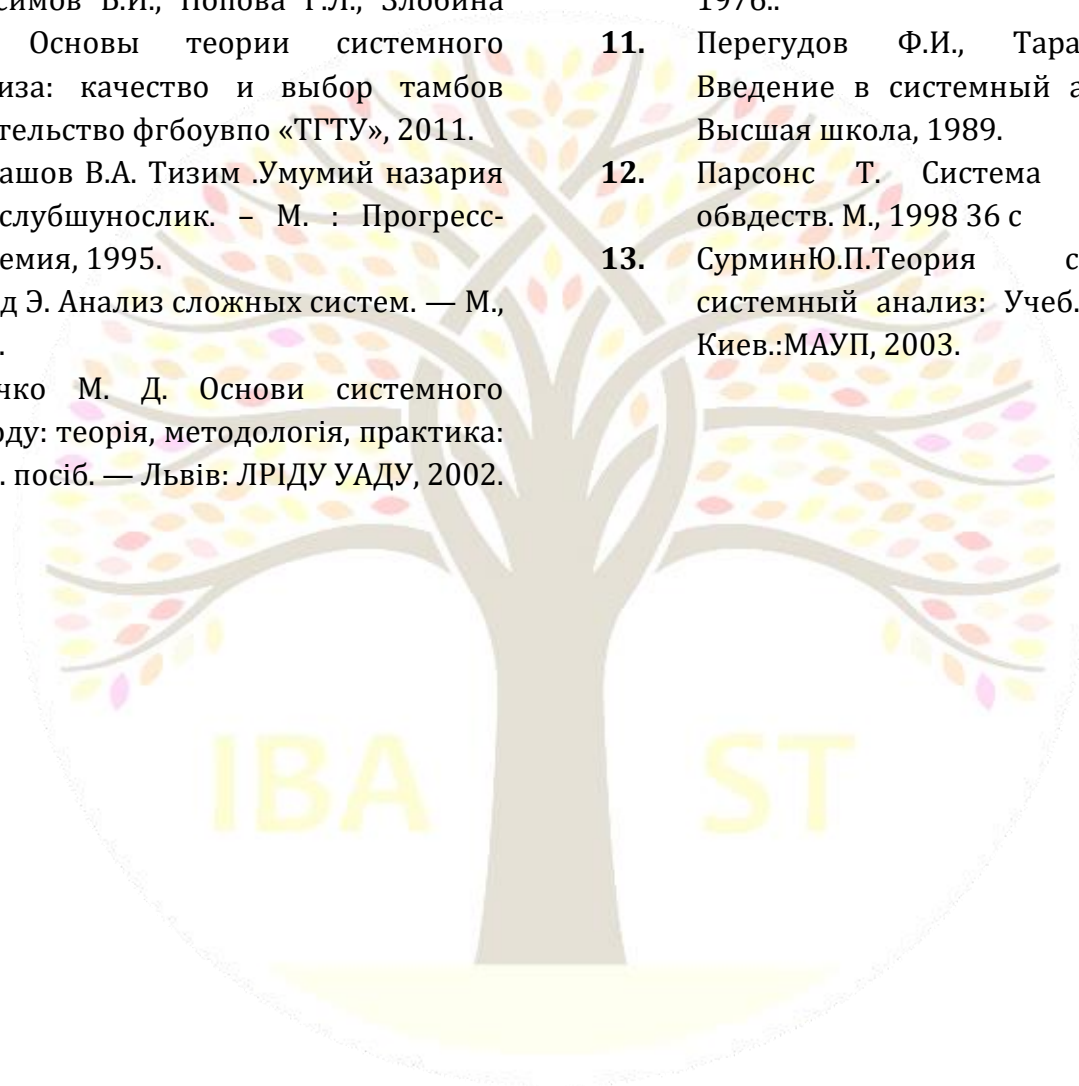 симов В.И., Попова Г.Л., Злобина
Основы теории системного
иза: качество и выбор тамбов
тельство фгбоувпо «ТГТУ», 2011.
ашов В.А. Тизим .Умумий назария
слубшунослик. – М. : Прогресс-
емия, 1995.
д Э. Анализ сложных систем. — М.,
.
чко М. Д. Основи системного
оду: теорія, методологія, практика:
. посіб. — Львів: ЛРІДУ УАДУ, 2002.
1976..
11. Перегудов Ф.И., Тара
Введение в системный а
Высшая школа, 1989.
12. Парсонс Т. Система
обвдеств. М., 1998 36 с
13. СурминЮ.П.Теория с
системный анализ: Учеб.
Киев.:МАУП, 2003.
IBA ST